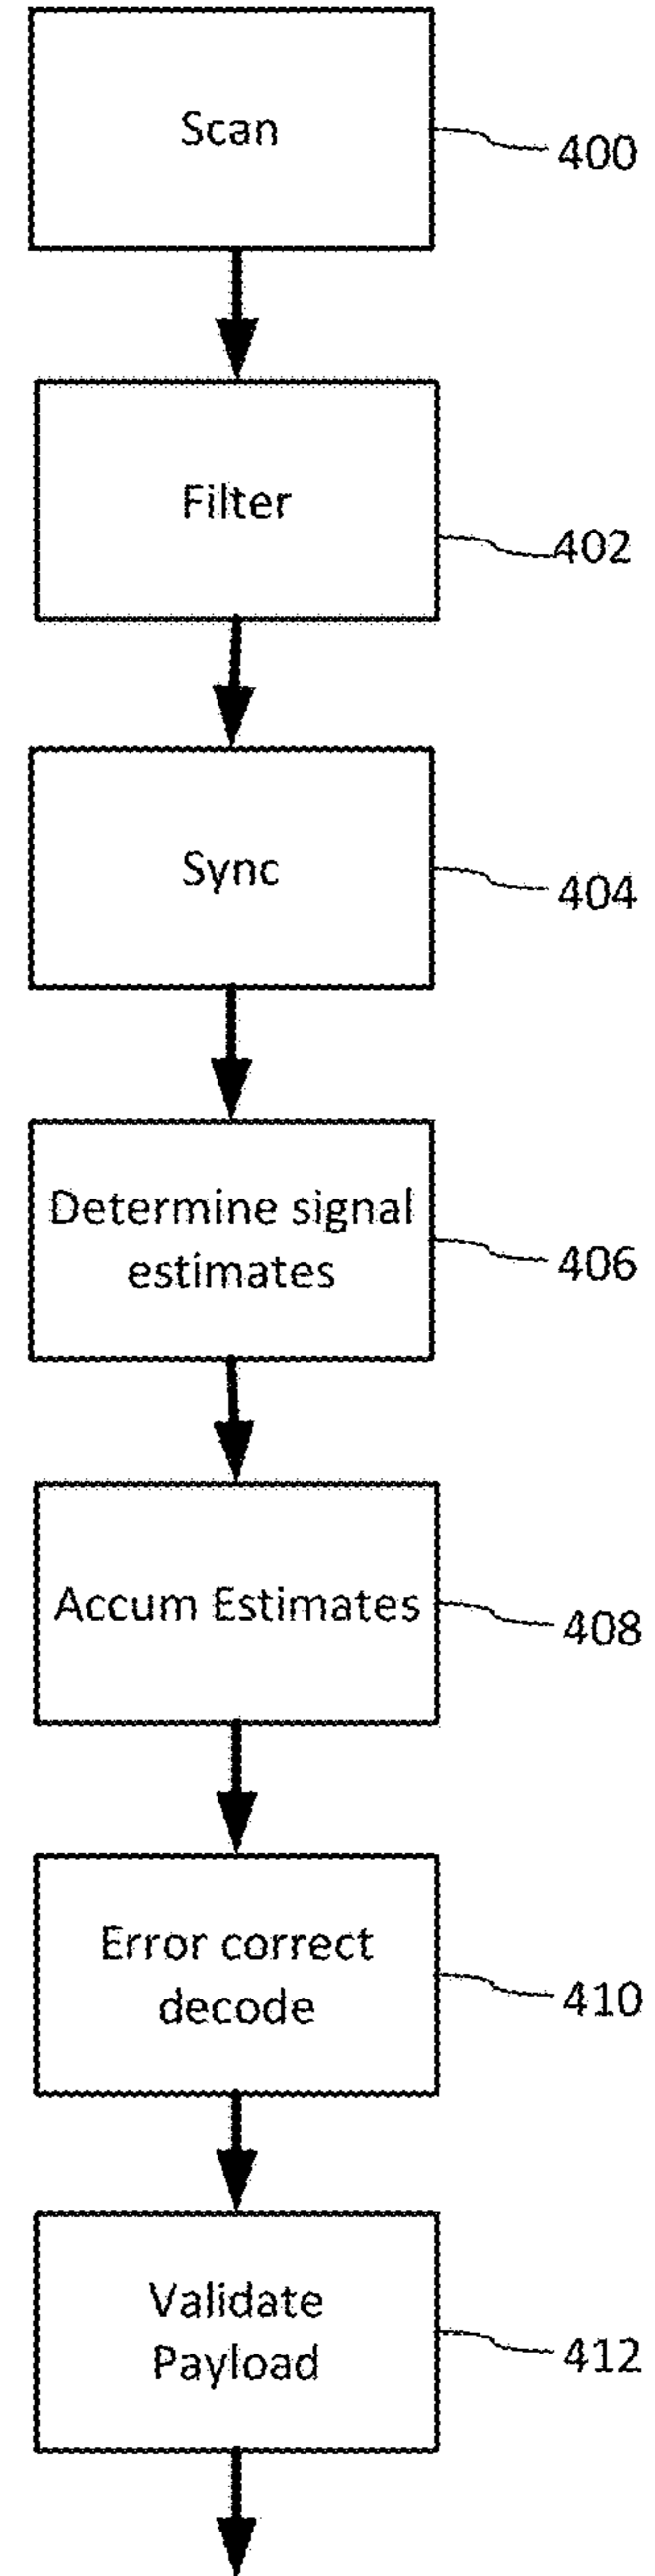 Scan
400
Filter
402
Sync
404
Determine signal
estimates
406
Accum Estimates
408
Error correct
decode
410
Validate
Payload
412